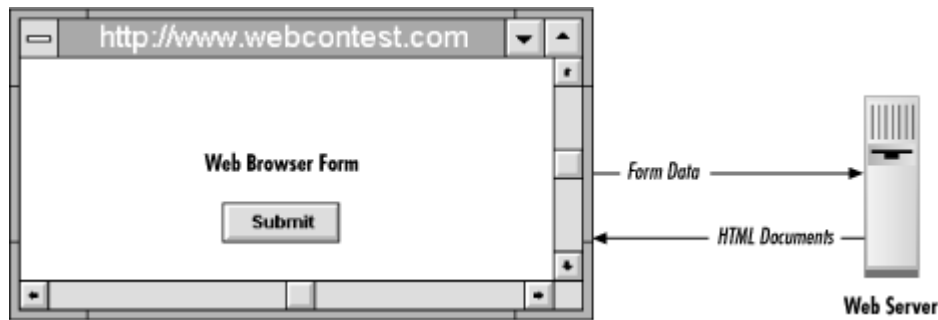 http://www.webcontest.com
Web Browser Form
Submit
Form Data
HTML Documents
Web Server